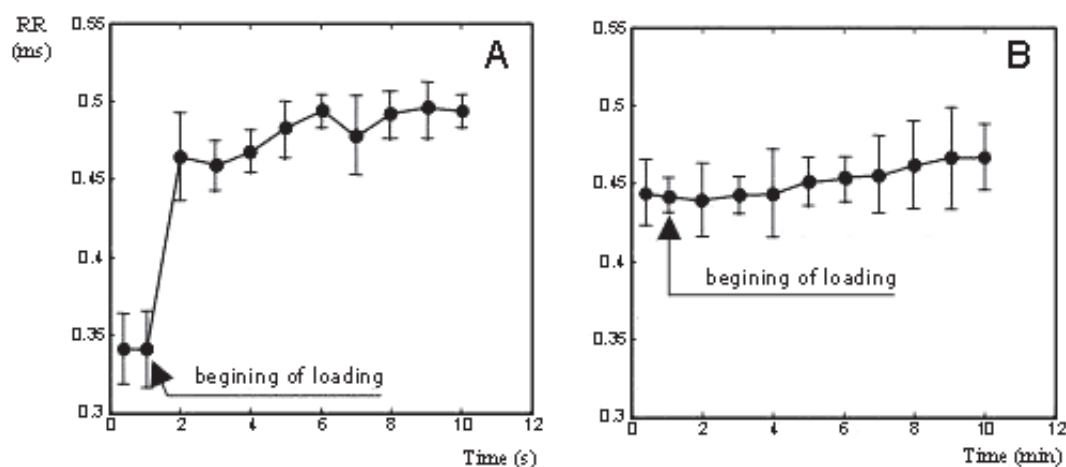 RR
(ms)
0.55
0.5
0.45
0.4
0.35
0.3
A
begining of loading
0 2 4 6 8 10 12
Time (s)
0.55
0.5
0.45
0.4
0.35
0.3
B
begining of loading
0 2 4 6 8 10 12
Time (min)